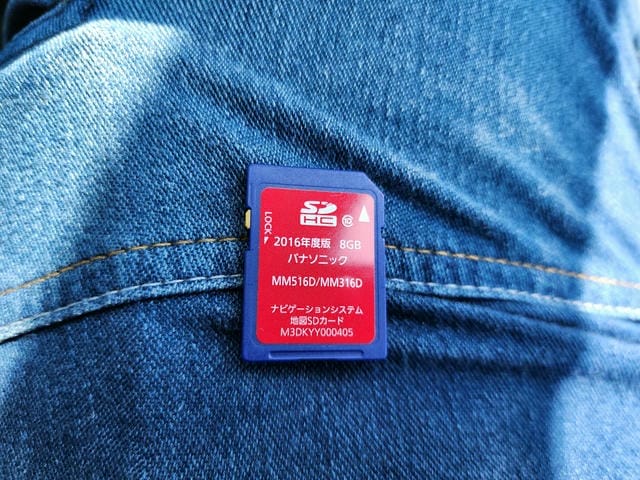 SD HC 10
LOCK
2016年度版 8GB
パナソニック
MM516D/MM316D
ナビゲーションシステム
地図SDカード
M3DKYY000405